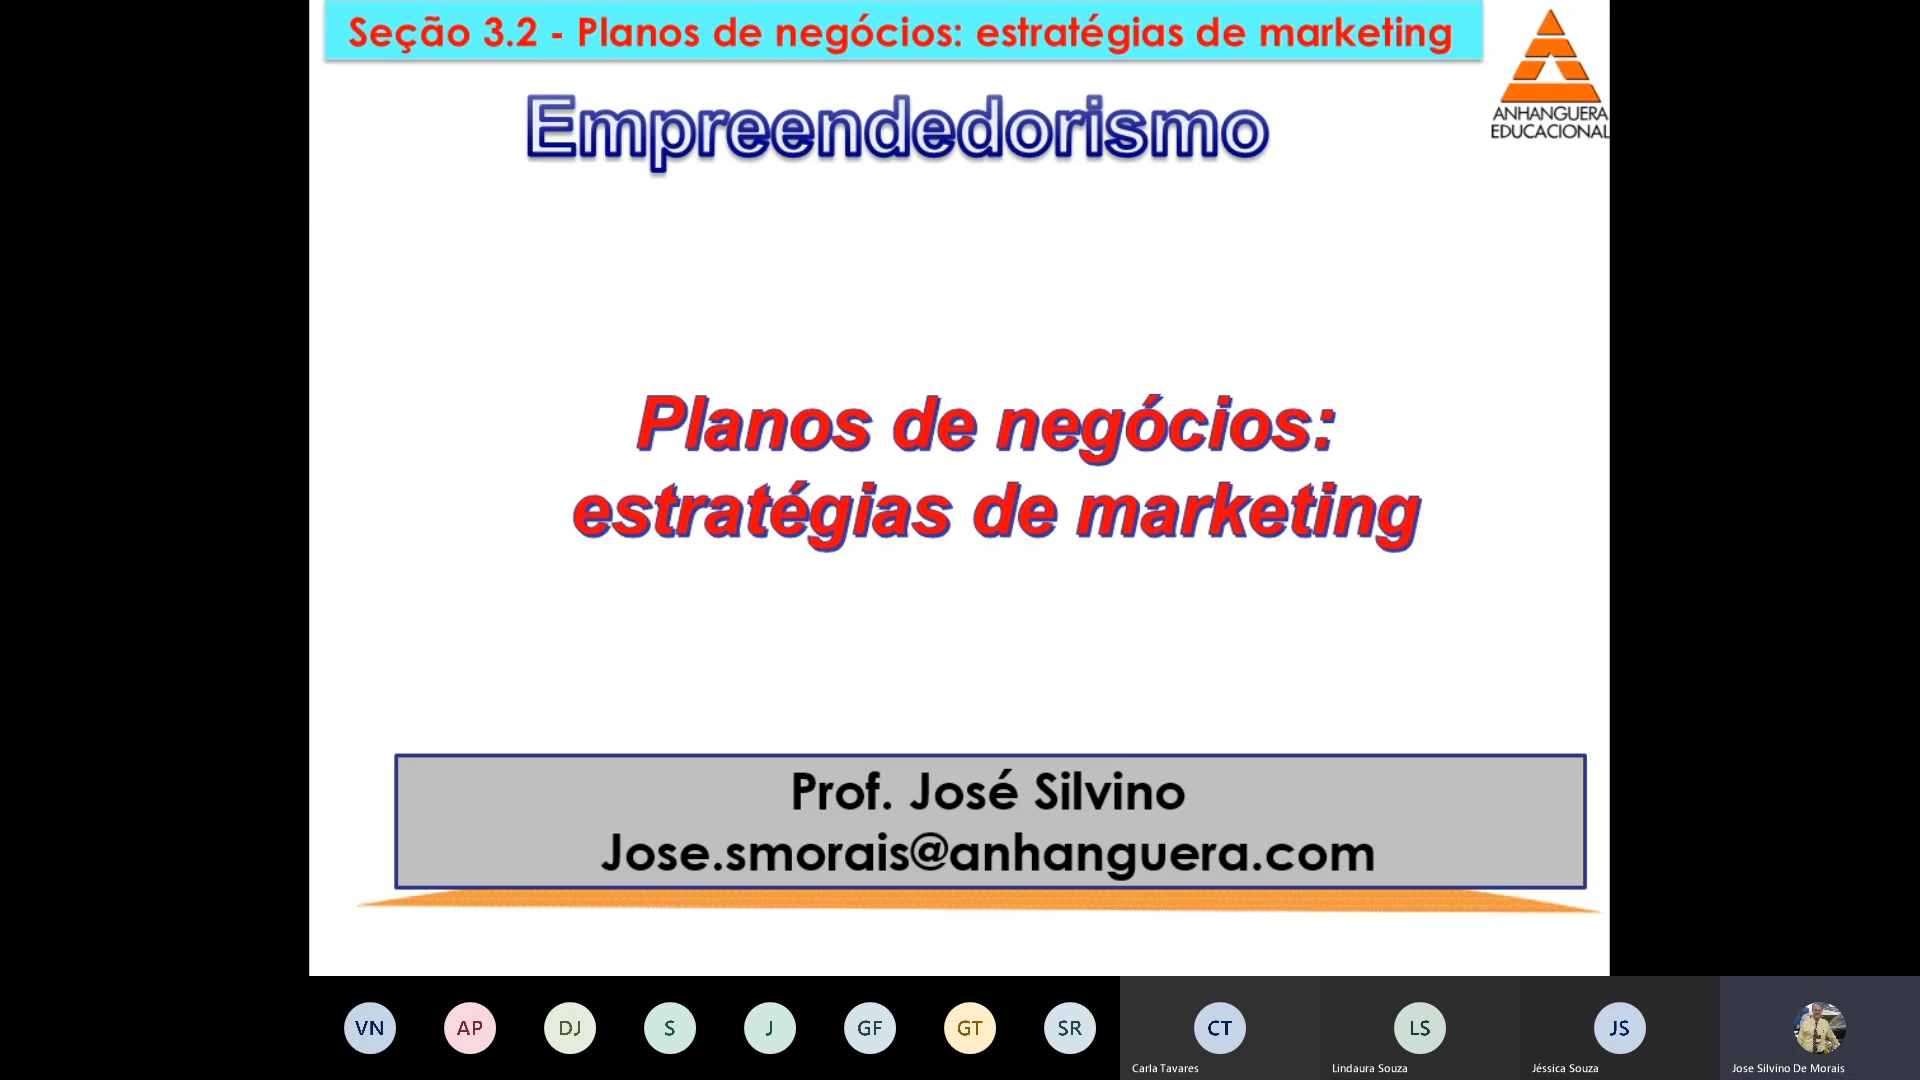 Seção 3.2 - Planos de negócios: estratégias de marketing
ANHANGUERA
EDUCACIONAL
Empreendedorismo
Planos de negócios:
estratégias de marketing
Prof. José Silvino
Jose.smorais@anhanguera.com
VN AP DJ S J GF GT SR CT LS JS
Carla Tavares Lindaura Souza Jéssica Souza Jose Silvino De Morais